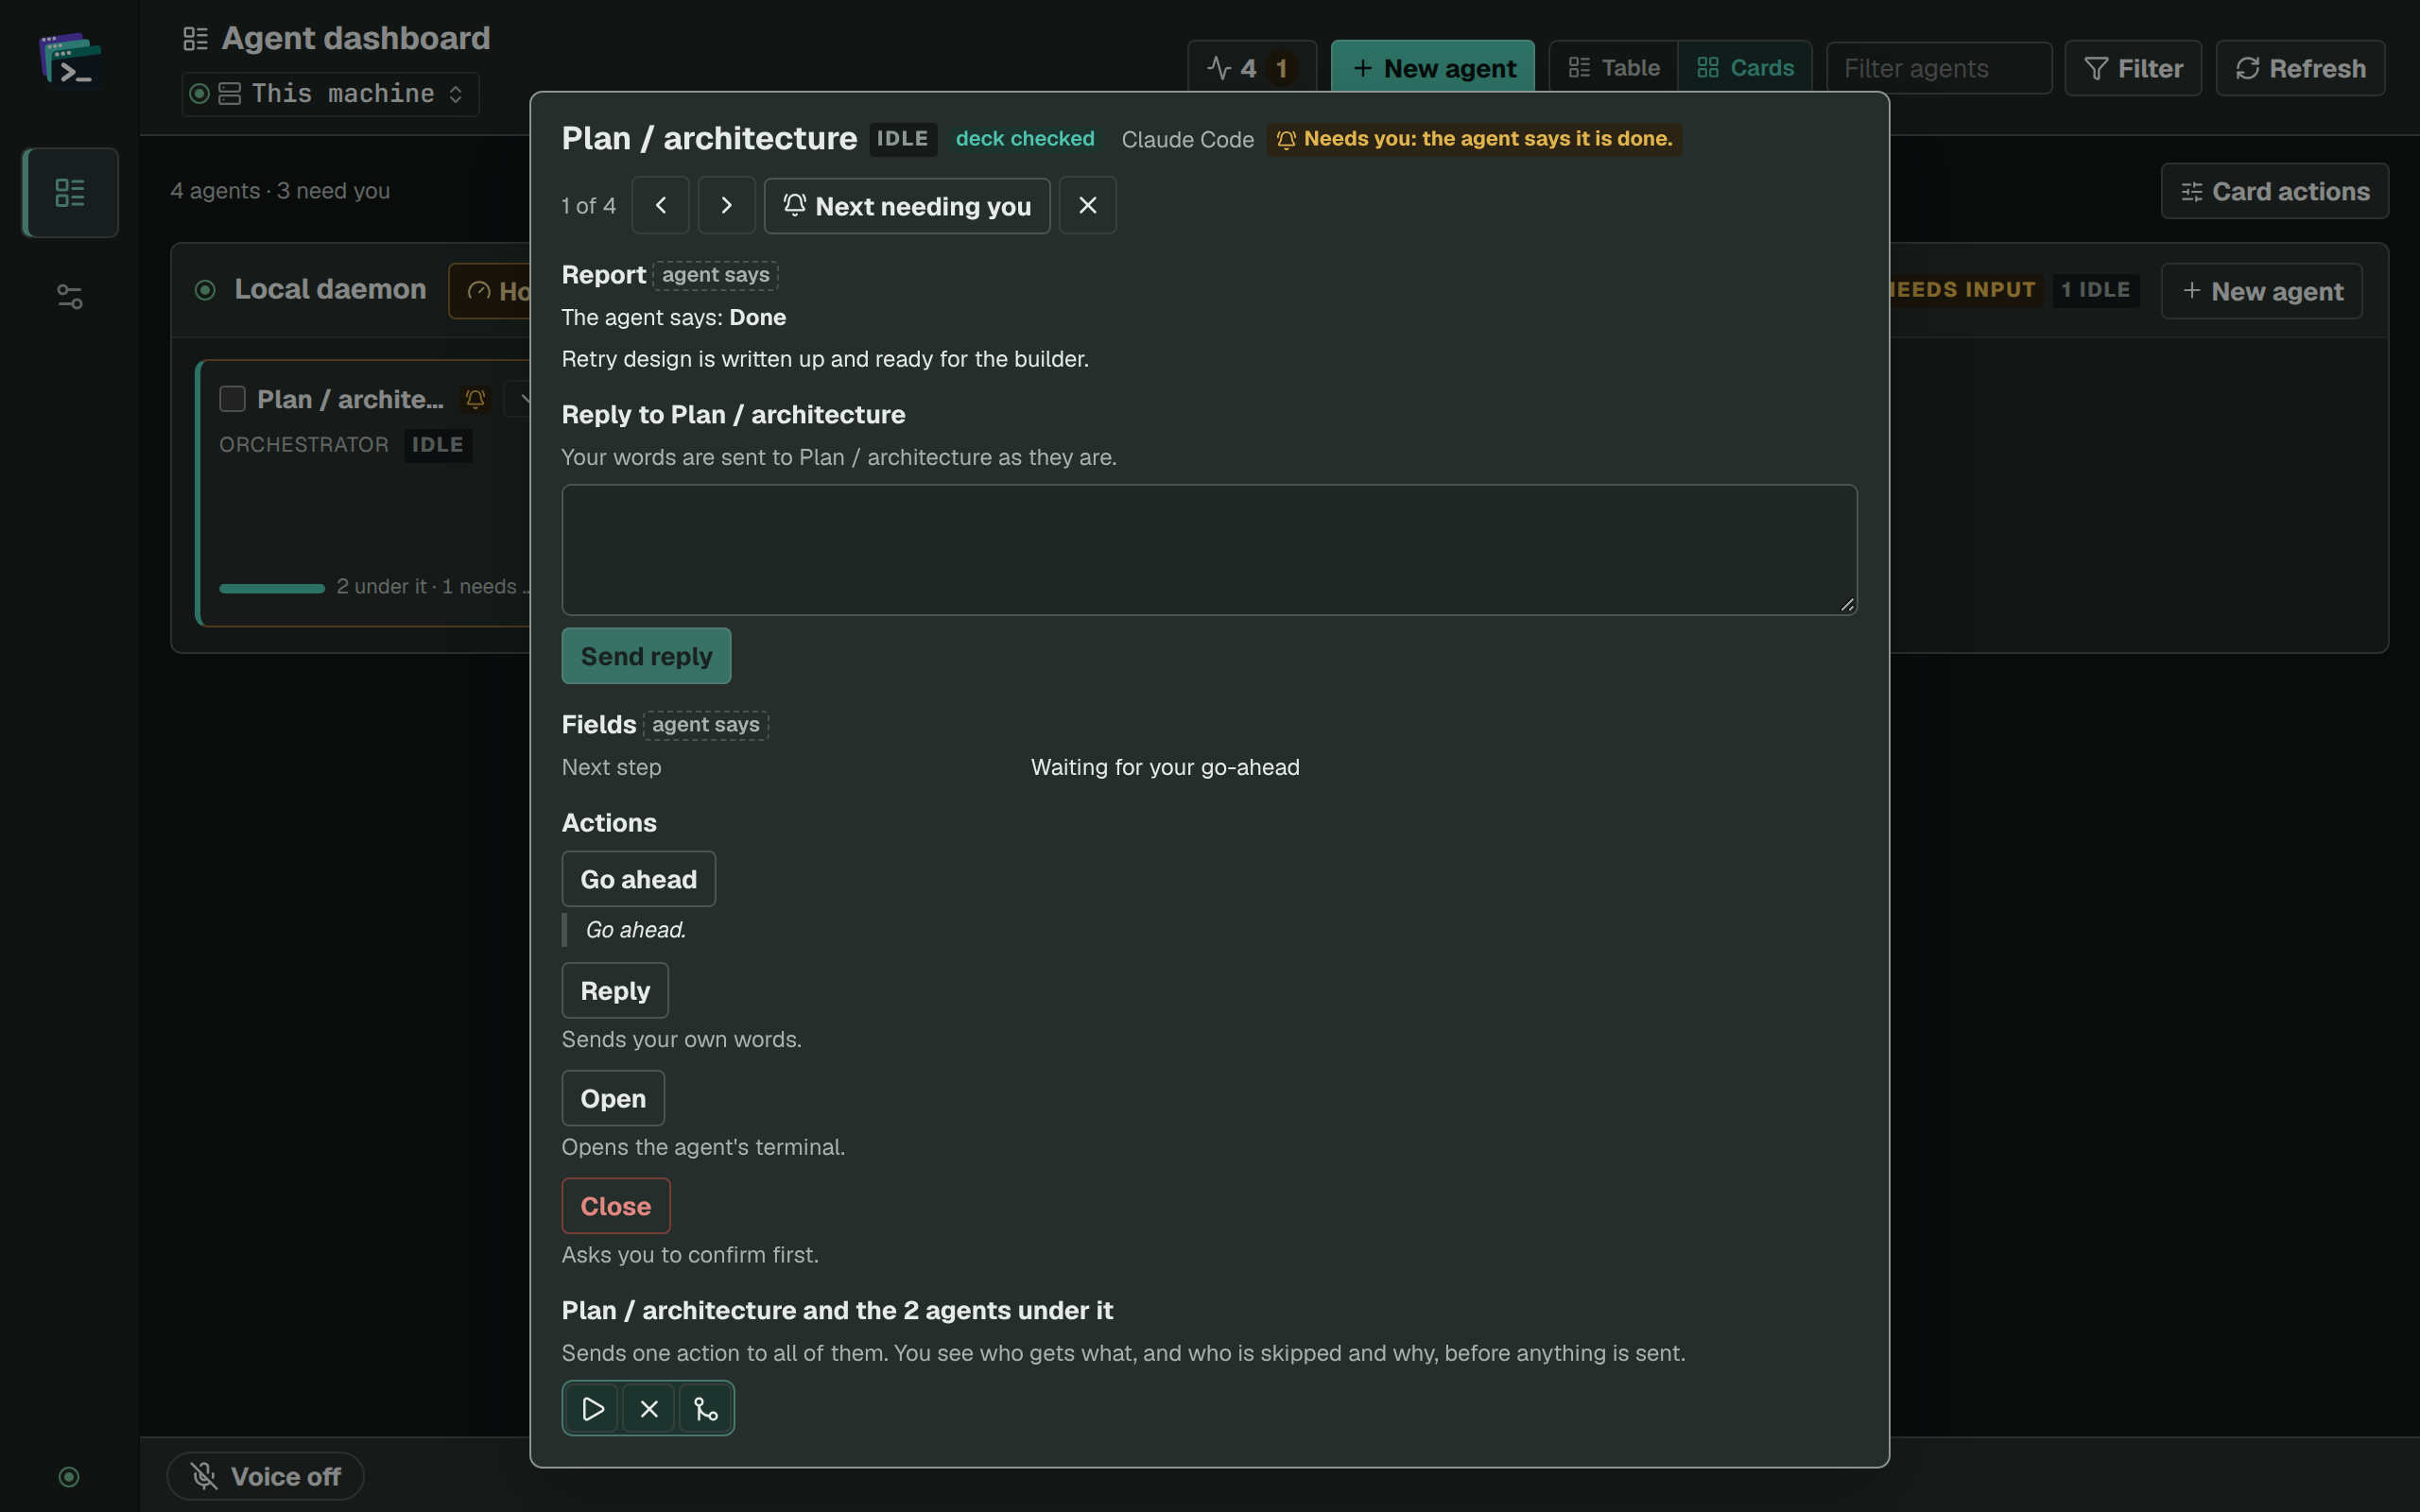 Agent dashboard
This machine
4 1
+ New agent
Table
Cards
Filter agents
Filter
Refresh
4 agents · 3 need you
Card actions
Local daemon
NEEDS INPUT
1 IDLE
+ New agent
Plan / archite...
ORCHESTRATOR IDLE
2 under it · 1 needs ...
Plan / architecture IDLE deck checked Claude Code Needs you: the agent says it is done.
1 of 4
Next needing you
Report agent says
The agent says: Done
Retry design is written up and ready for the builder.
Reply to Plan / architecture
Your words are sent to Plan / architecture as they are.
Send reply
Fields agent says
Next step Waiting for your go-ahead
Actions
Go ahead
Go ahead.
Reply
Sends your own words.
Open
Opens the agent's terminal.
Close
Asks you to confirm first.
Plan / architecture and the 2 agents under it
Sends one action to all of them. You see who gets what, and who is skipped and why, before anything is sent.
Voice off